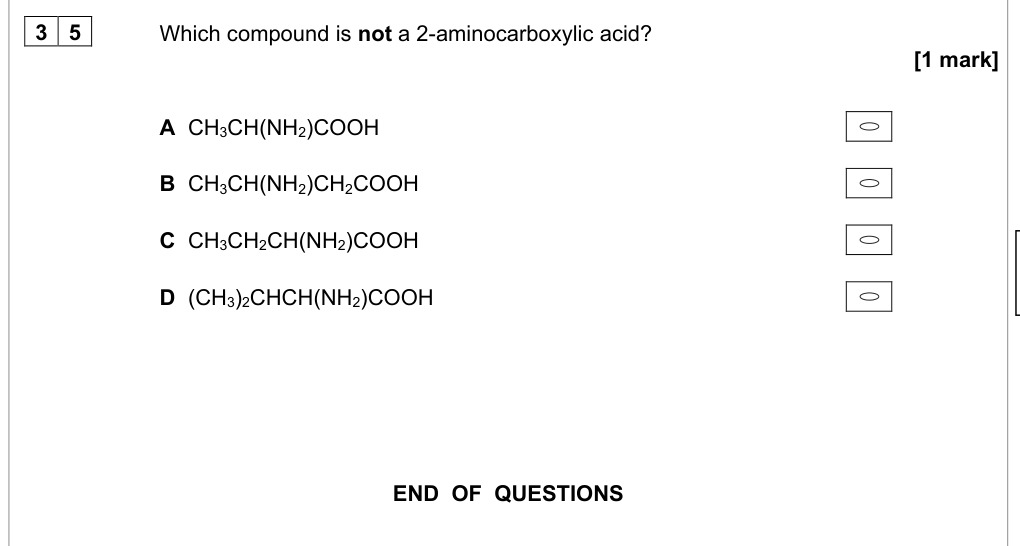 3 5 Which compound is not a 2-aminocarboxylic acid?
[1 mark]
A CH₃CH(NH₂)COOH
B CH₃CH(NH₂)CH₂COOH
C CH₃CH₂CH(NH₂)COOH
D (CH₃)₂CHCH(NH₂)COOH
END OF QUESTIONS